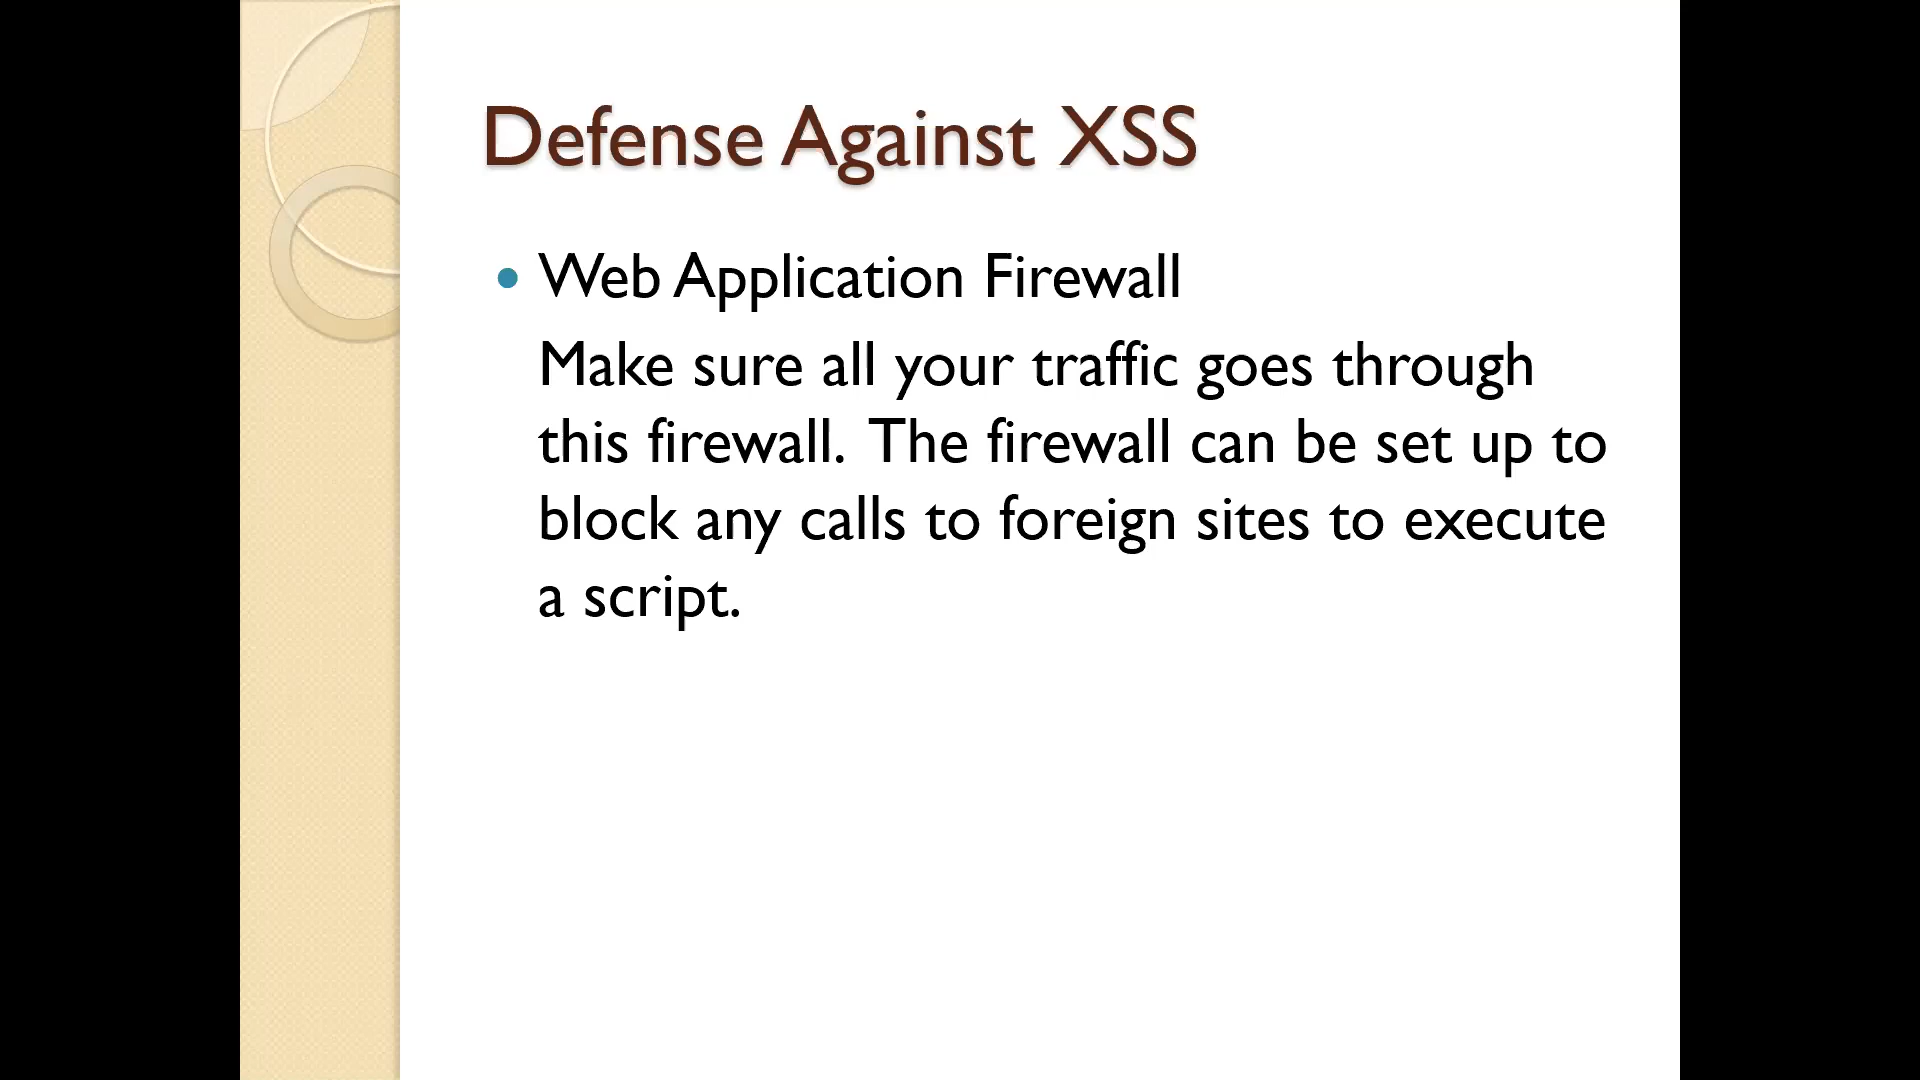 Defense Against XSS
Web Application Firewall
Make sure all your traffic goes through
this firewall. The firewall can be set up to
block any calls to foreign sites to execute
a script.